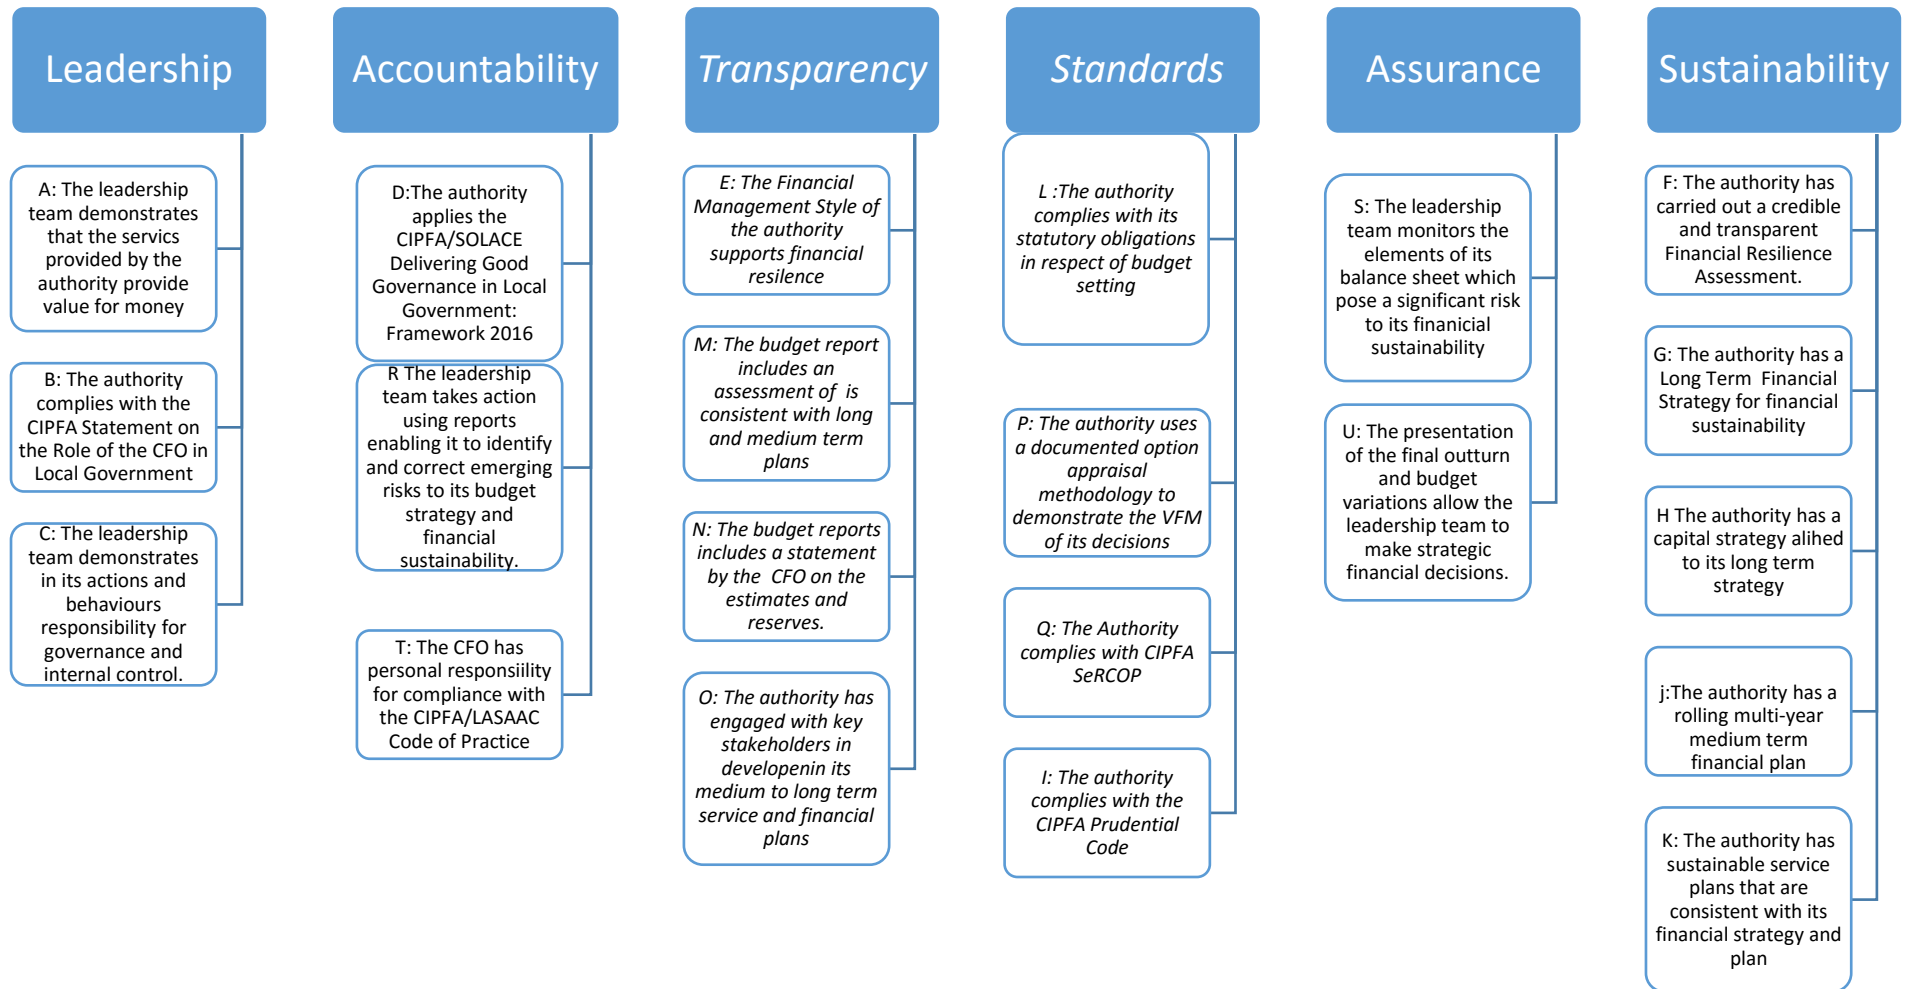 Leadership
A: The leadership
team demonstrates
that the servics
provided by the
authority provide
value for money
B: The authority
complies with the
CIPFA Statement on
the Role of the CFO in
Local Government
C: The leadership
team demonstrates
in its actions and
behaviours
responsibility for
governance and
internal control.
Accountability
D:The authority
applies the
CIPFA/SOLACE
Delivering Good
Governance in Local
Government:
Framework 2016
R The leadership
team takes action
using reports
enabling it to identify
and correct emerging
risks to its budget
strategy and
financial
sustainability.
T: The CFO has
personal responsiility
for compliance with
the CIPFA/LASAAC
Code of Practice
Transparency
E: The Financial
Management Style of
the authority
supports financial
resilence
M: The budget report
includes an
assessment of  is
consistent with long
and medium term
plans
N: The budget reports
includes a statement
by the  CFO on the
estimates and
reserves.
O: The authority has
engaged with key
stakeholders in
developenin its
medium to long term
service and financial
plans
Standards
L :The authority
complies with its
statutory obligations
in respect of budget
setting
P: The authority uses
a documented option
appraisal
methodology to
demonstrate the VFM
of its decisions
Q: The Authority
complies with CIPFA
SeRCOP
I: The authority
complies with the
CIPFA Prudential
Code
Assurance
S: The leadership
team monitors the
elements of its
balance sheet which
pose a significant risk
to its finanicial
sustainability
U: The presentation
of the final outturn
and budget
variations allow the
leadership team to
make strategic
financial decisions.
Sustainability
F: The authority has
carried out a credible
and transparent
Financial Resilience
Assessment.
G: The authority has a
Long Term  Financial
Strategy for financial
sustainability
H The authority has a
capital strategy alihed
to its long term
strategy
j:The authority has a
rolling multi-year
medium term
financial plan
K: The authority has
sustainable service
plans that are
consistent with its
financial strategy and
plan